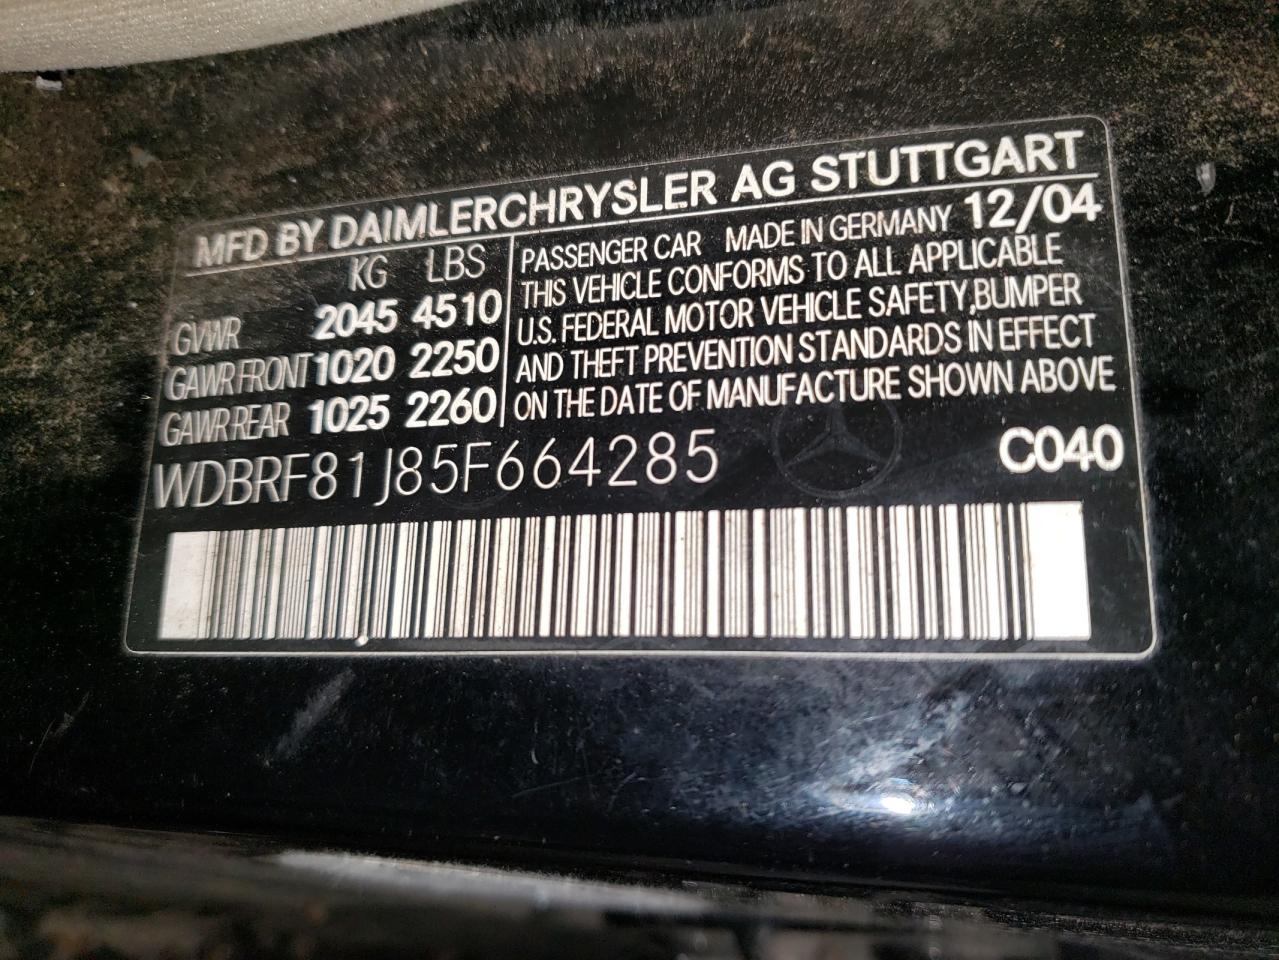 MFD BY DAIMLERCHRYSLER AG STUTTGART
KG LBS
GVWR 2045 4510
GAWR FRONT 1020 2250
GAWR REAR 1025 2260
PASSENGER CAR MADE IN GERMANY 12/04
THIS VEHICLE CONFORMS TO ALL APPLICABLE
U.S. FEDERAL MOTOR VEHICLE SAFETY,BUMPER
AND THEFT PREVENTION STANDARDS IN EFFECT
ON THE DATE OF MANUFACTURE SHOWN ABOVE
WDBRF81J85F664285 C040